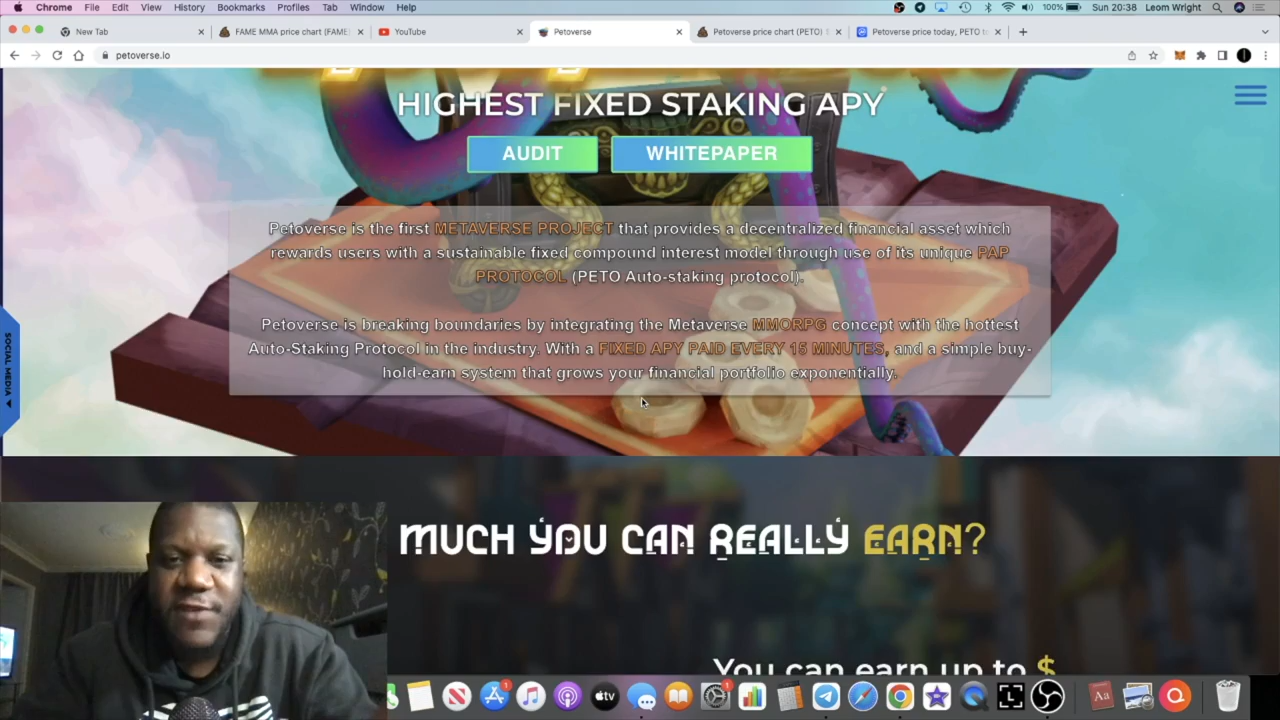 Chrome File Edit View History Bookmarks Profiles Tab Window Help 100% Sun 20:38 Leom Wright
New Tab FAME MMA price chart (FAME YouTube Petoverse Petoverse price chart (PETO) Petoverse price today, PETO to
petoverse.io
HIGHEST FIXED STAKING APY
AUDIT WHITEPAPER
Petoverse is the first METAVERSE PROJECT that provides a decentralized financial asset which
rewards users with a sustainable fixed compound interest model through use of its unique PAP
PROTOCOL (PETO Auto-staking protocol).
Petoverse is breaking boundaries by integrating the Metaverse MMORPG concept with the hottest
Auto-Staking Protocol in the industry. With a FIXED APY PAID EVERY 15 MINUTES, and a simple buy-
hold-earn system that grows your financial portfolio exponentially.
SOCIAL MEDIA
MUCH YOU CAN REALLY EARN?
You can earn up to $
tv
Aa